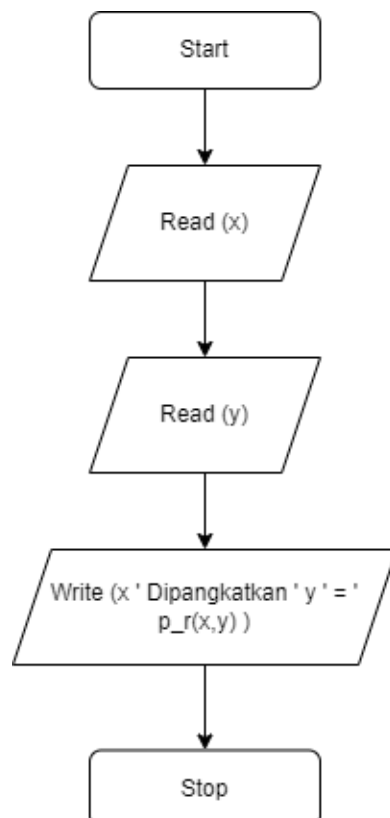 Start
Read (x)
Read (y)
Write (x ' Dipangkatkan ' y ' = '
p_r(x,y) )
Stop